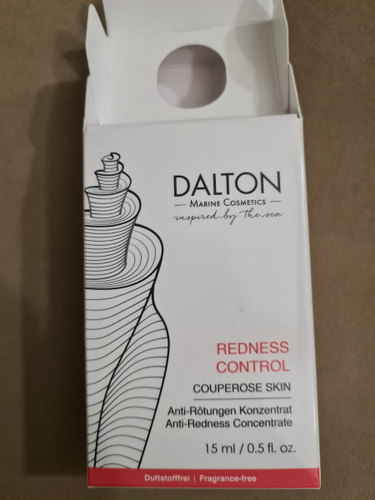 DALTON
MARINE COSMETICS
inspired by the sea
REDNESS
CONTROL
COUPEROSE SKIN
Anti-Rötungen Konzentrat
Anti-Redness Concentrate
15 ml / 0.5 fl. oz.
Duftstofffrei | Fragrance-free